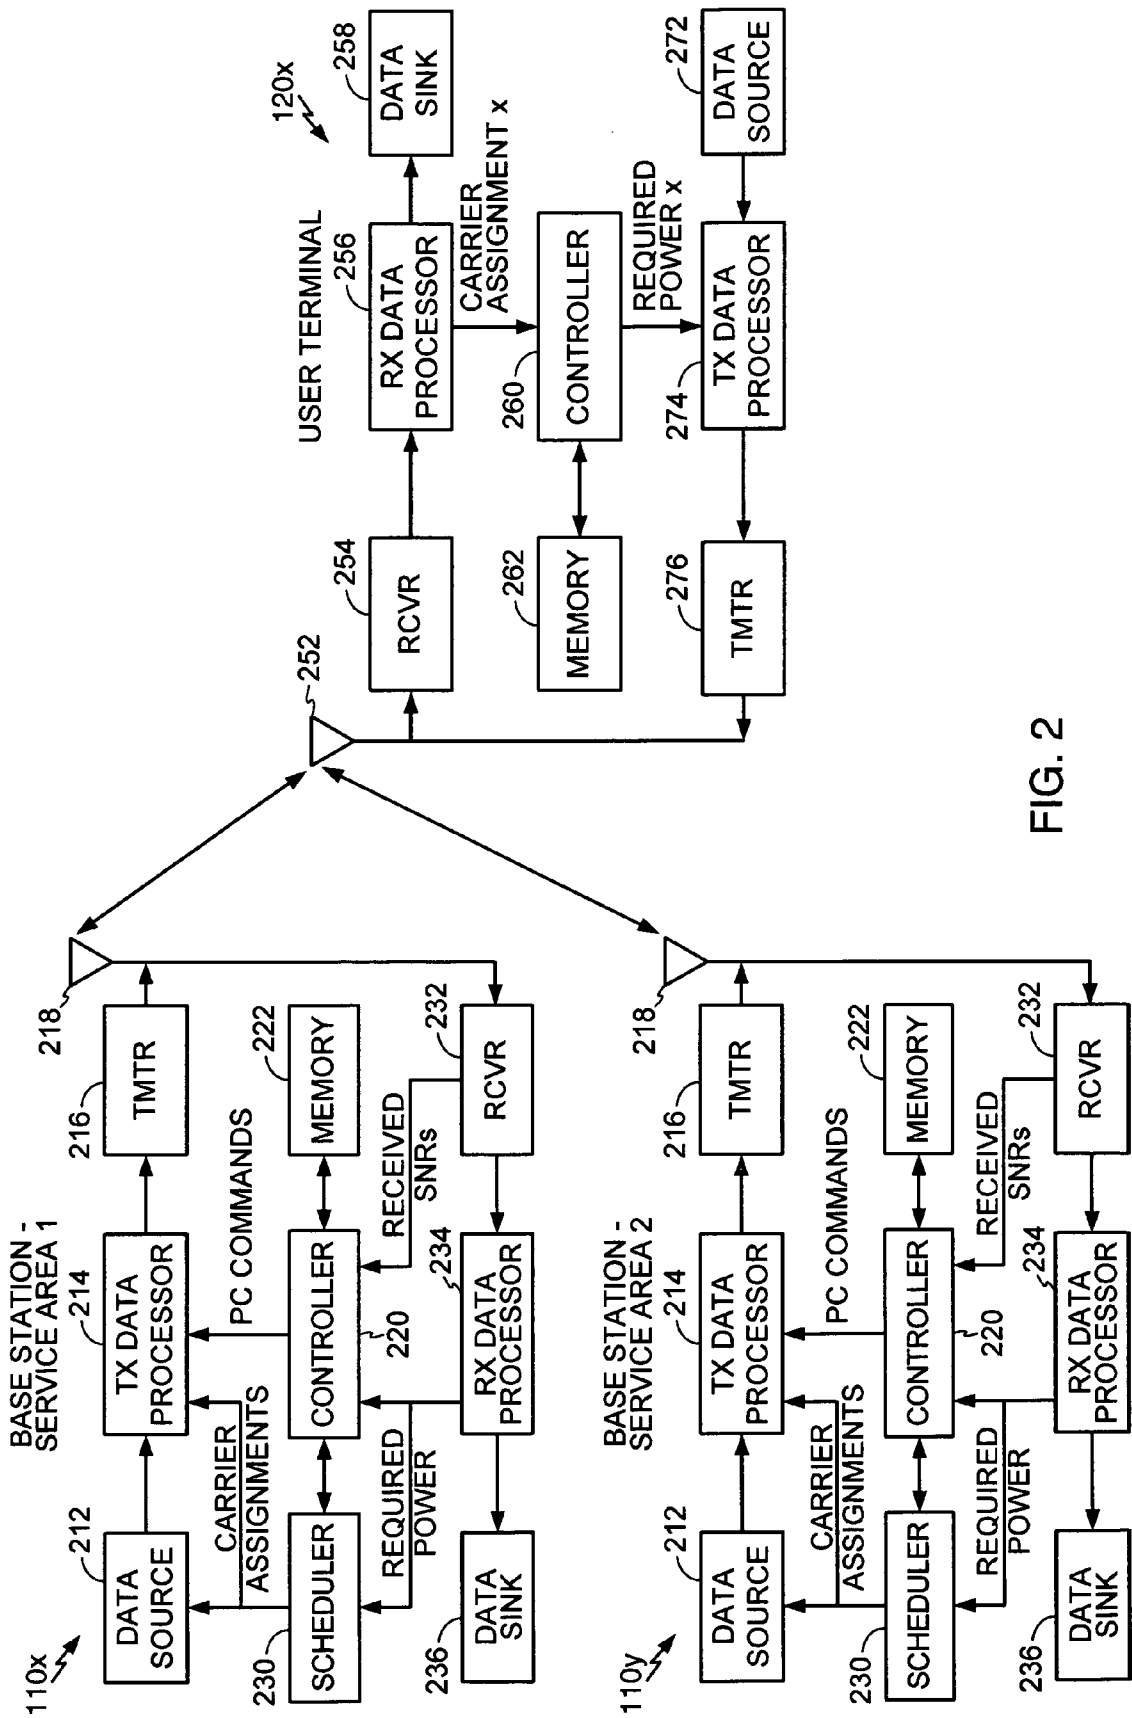 110x
BASE STATION -
SERVICE AREA 1
212
DATA
SOURCE
214
TX DATA
PROCESSOR
216
TMTR
218
CARRIER
ASSIGNMENTS
PC COMMANDS
230
SCHEDULER
CONTROLLER
220
222
MEMORY
REQUIRED
POWER
RECEIVED
SNRs
236
DATA
SINK
234
RX DATA
PROCESSOR
232
RCVR
110y
BASE STATION -
SERVICE AREA 2
212
DATA
SOURCE
214
TX DATA
PROCESSOR
216
TMTR
218
CARRIER
ASSIGNMENTS
PC COMMANDS
230
SCHEDULER
CONTROLLER
220
222
MEMORY
REQUIRED
POWER
RECEIVED
SNRs
236
DATA
SINK
234
RX DATA
PROCESSOR
232
RCVR
120x
USER TERMINAL
252
254
RCVR
256
RX DATA
PROCESSOR
258
DATA
SINK
CARRIER
ASSIGNMENT x
262
MEMORY
260
CONTROLLER
REQUIRED
POWER x
276
TMTR
274
TX DATA
PROCESSOR
272
DATA
SOURCE
FIG. 2